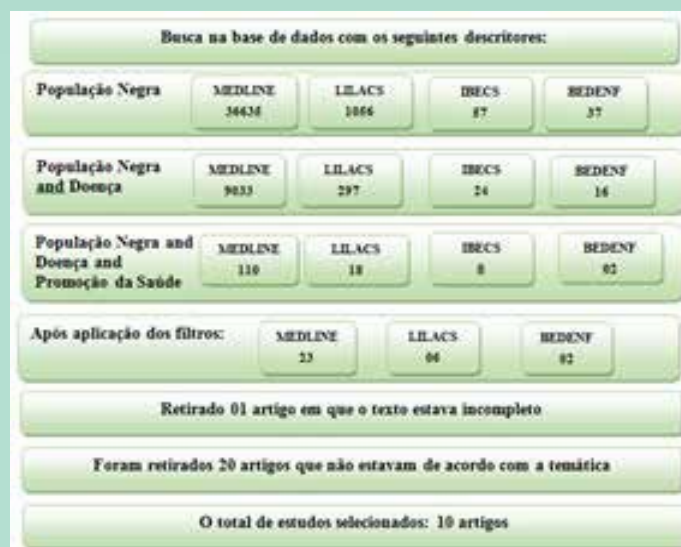 Busca na base de dados com os seguintes descritores:
População Negra
MEDLINE LILACS IBECS BEDENF
37
População Negra
and Doença
MEDLINE LILACS IBECS BEDENF
9033 297 24 16
População Negra and
Doença and
Promoção da Saúde
MEDLINE LILACS IBECS BEDENF
110 18 02
Após aplicação dos filtros:
MEDLINE LILACS BEDENF
23 06 02
Retirado 01 artigo em que o texto estava incompleto
Foram retirados 20 artigos que não estavam de acordo com a temática
O total de estudos selecionados: 10 artigos